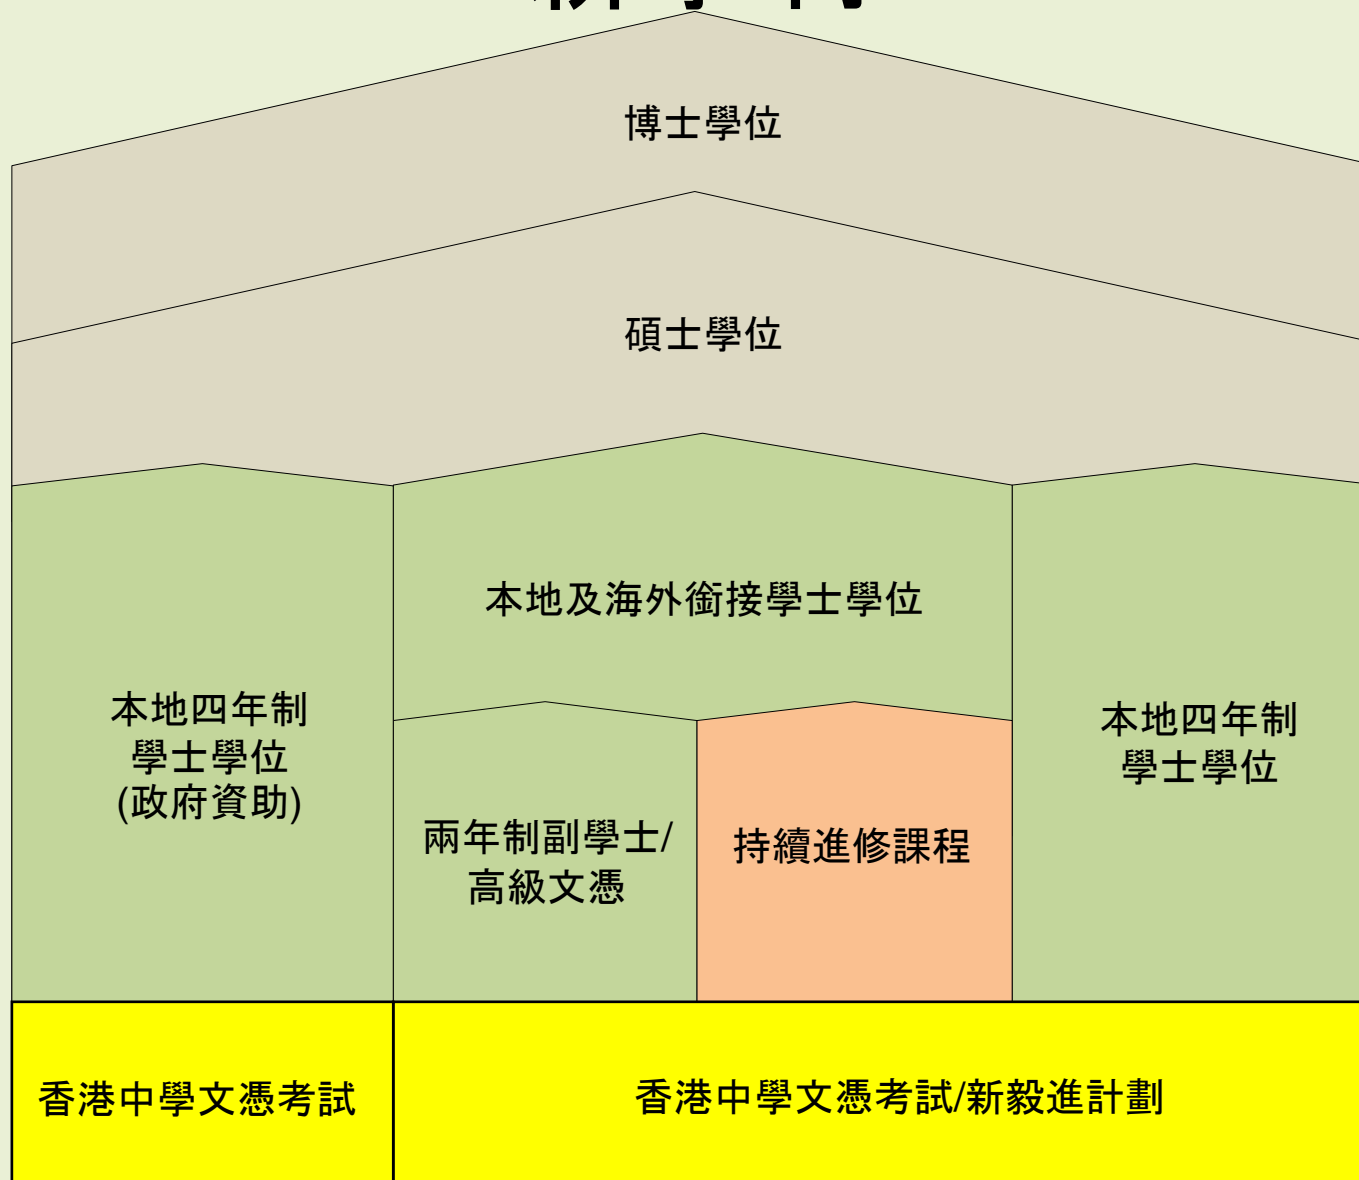 博士學位
碩士學位
本地及海外銜接學士學位
本地四年制
學士學位
(政府資助)
兩年制副學士/
高級文憑
持續進修課程
本地四年制
學士學位
香港中學文憑考試
香港中學文憑考試/新毅進計劃